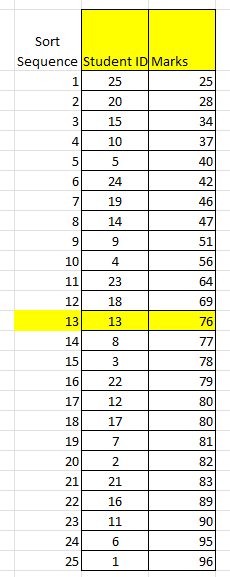 Sort
Sequence Student ID Marks
1 25 25
2 20 28
3 15 34
4 10 37
5 5 40
6 24 42
7 19 46
8 14 47
9 9 51
10 4 56
11 23 64
12 18 69
13 13 76
14 8 77
15 3 78
16 22 79
17 12 80
18 17 80
19 7 81
20 2 82
21 21 83
22 16 89
23 11 90
24 6 95
25 1 96